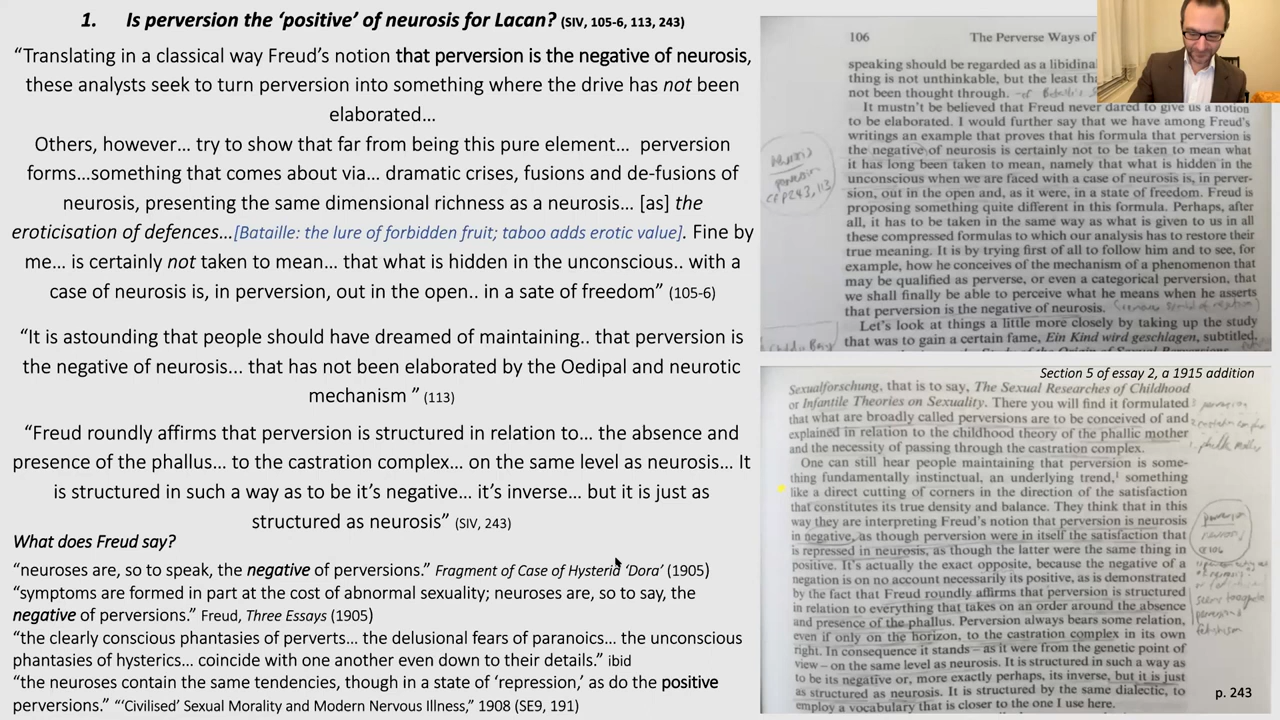 1. Is perversion the ‘positive’ of neurosis for Lacan? (SIV, 105-6, 113, 243)
“Translating in a classical way Freud’s notion that perversion is the negative of neurosis,
these analysts seek to turn perversion into something where the drive has not been
elaborated…
Others, however… try to show that far from being this pure element… perversion
forms…something that comes about via… dramatic crises, fusions and de-fusions of
neurosis, presenting the same dimensional richness as a neurosis… [as] the
eroticisation of defences…[Bataille: the lure of forbidden fruit; taboo adds erotic value]. Fine by
me… is certainly not taken to mean… that what is hidden in the unconscious.. with a
case of neurosis is, in perversion, out in the open.. in a sate of freedom” (105-6)
“It is astounding that people should have dreamed of maintaining.. that perversion is
the negative of neurosis… that has not been elaborated by the Oedipal and neurotic
mechanism ” (113)
“Freud roundly affirms that perversion is structured in relation to… the absence and
presence of the phallus… to the castration complex… on the same level as neurosis… It
is structured in such a way as to be it’s negative… it’s inverse… but it is just as
structured as neurosis” (SIV, 243)
What does Freud say?
“neuroses are, so to speak, the negative of perversions.” Fragment of Case of Hysteria ‘Dora’ (1905)
“symptoms are formed in part at the cost of abnormal sexuality; neuroses are, so to say, the
negative of perversions.” Freud, Three Essays (1905)
“the clearly conscious phantasies of perverts… the delusional fears of paranoics… the unconscious
phantasies of hysterics… coincide with one another even down to their details.” ibid
“the neuroses contain the same tendencies, though in a state of ‘repression,’ as do the positive
perversions.” “‘Civilised’ Sexual Morality and Modern Nervous Illness,” 1908 (SE9, 191)
106 The Perverse Ways of
speaking should be regarded as a libidinal
thing is not unthinkable, but the least th
not been thought through.
It mustn't be believed that Freud never dared to give us a notion
to be elaborated. I would further say that we have among Freud's
writings an example that proves that his formula that perversion is
the negative of neurosis is certainly not to be taken to mean what
it has long been taken to mean, namely that what is hidden in the
unconscious when we are faced with a case of neurosis is, in perver-
sion, out in the open and, as it were, in a state of freedom. Freud is
proposing something quite different in this formula. Perhaps, after
all, it has to be taken in the same way as what is given to us in all
these compressed formulas to which our analysis has to restore their
true meaning. It is by trying first of all to follow him and to see, for
example, how he conceives of the mechanism of a phenomenon that
may be qualified as perverse, or even a categorical perversion, that
we shall finally be able to perceive what he means when he asserts
that perversion is the negative of neurosis.
Let's look at things a little more closely by taking up the study
that was to gain a certain fame, Ein Kind wird geschlagen, subtitled,
Section 5 of essay 2, a 1915 addition
Sexualforschung, that is to say, The Sexual Researches of Childhood
or Infantile Theories on Sexuality. There you will find it formulated
that what are broadly called perversions are to be conceived of and
explained in relation to the childhood theory of the phallic mother
and the necessity of passing through the castration complex.
One can still hear people maintaining that perversion is some-
thing fundamentally instinctual, an underlying trend,¹ something
like a direct cutting of corners in the direction of the satisfaction
that constitutes its true density and balance. They think that in this
way they are interpreting Freud's notion that perversion is neurosis
in negative, as though perversion were in itself the satisfaction that
is repressed in neurosis, as though the latter were the same thing in
positive. It's actually the exact opposite, because the negative of a
negation is on no account necessarily its positive, as is demonstrated
by the fact that Freud roundly affirms that perversion is structured
in relation to everything that takes on an order around the absence
and presence of the phallus. Perversion always bears some relation,
even if only on the horizon, to the castration complex in its own
right. In consequence it stands – as it were from the genetic point of
view – on the same level as neurosis. It is structured in such a way as
to be its negative or, more exactly perhaps, its inverse, but it is just
as structured as neurosis. It is structured by the same dialectic, to
employ a vocabulary that is closer to the one I use here.
p. 243